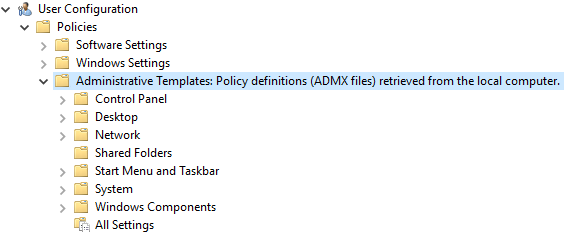 User Configuration
Policies
Software Settings
Windows Settings
Administrative Templates: Policy definitions (ADMX files) retrieved from the local computer.
Control Panel
Desktop
Network
Shared Folders
Start Menu and Taskbar
System
Windows Components
All Settings